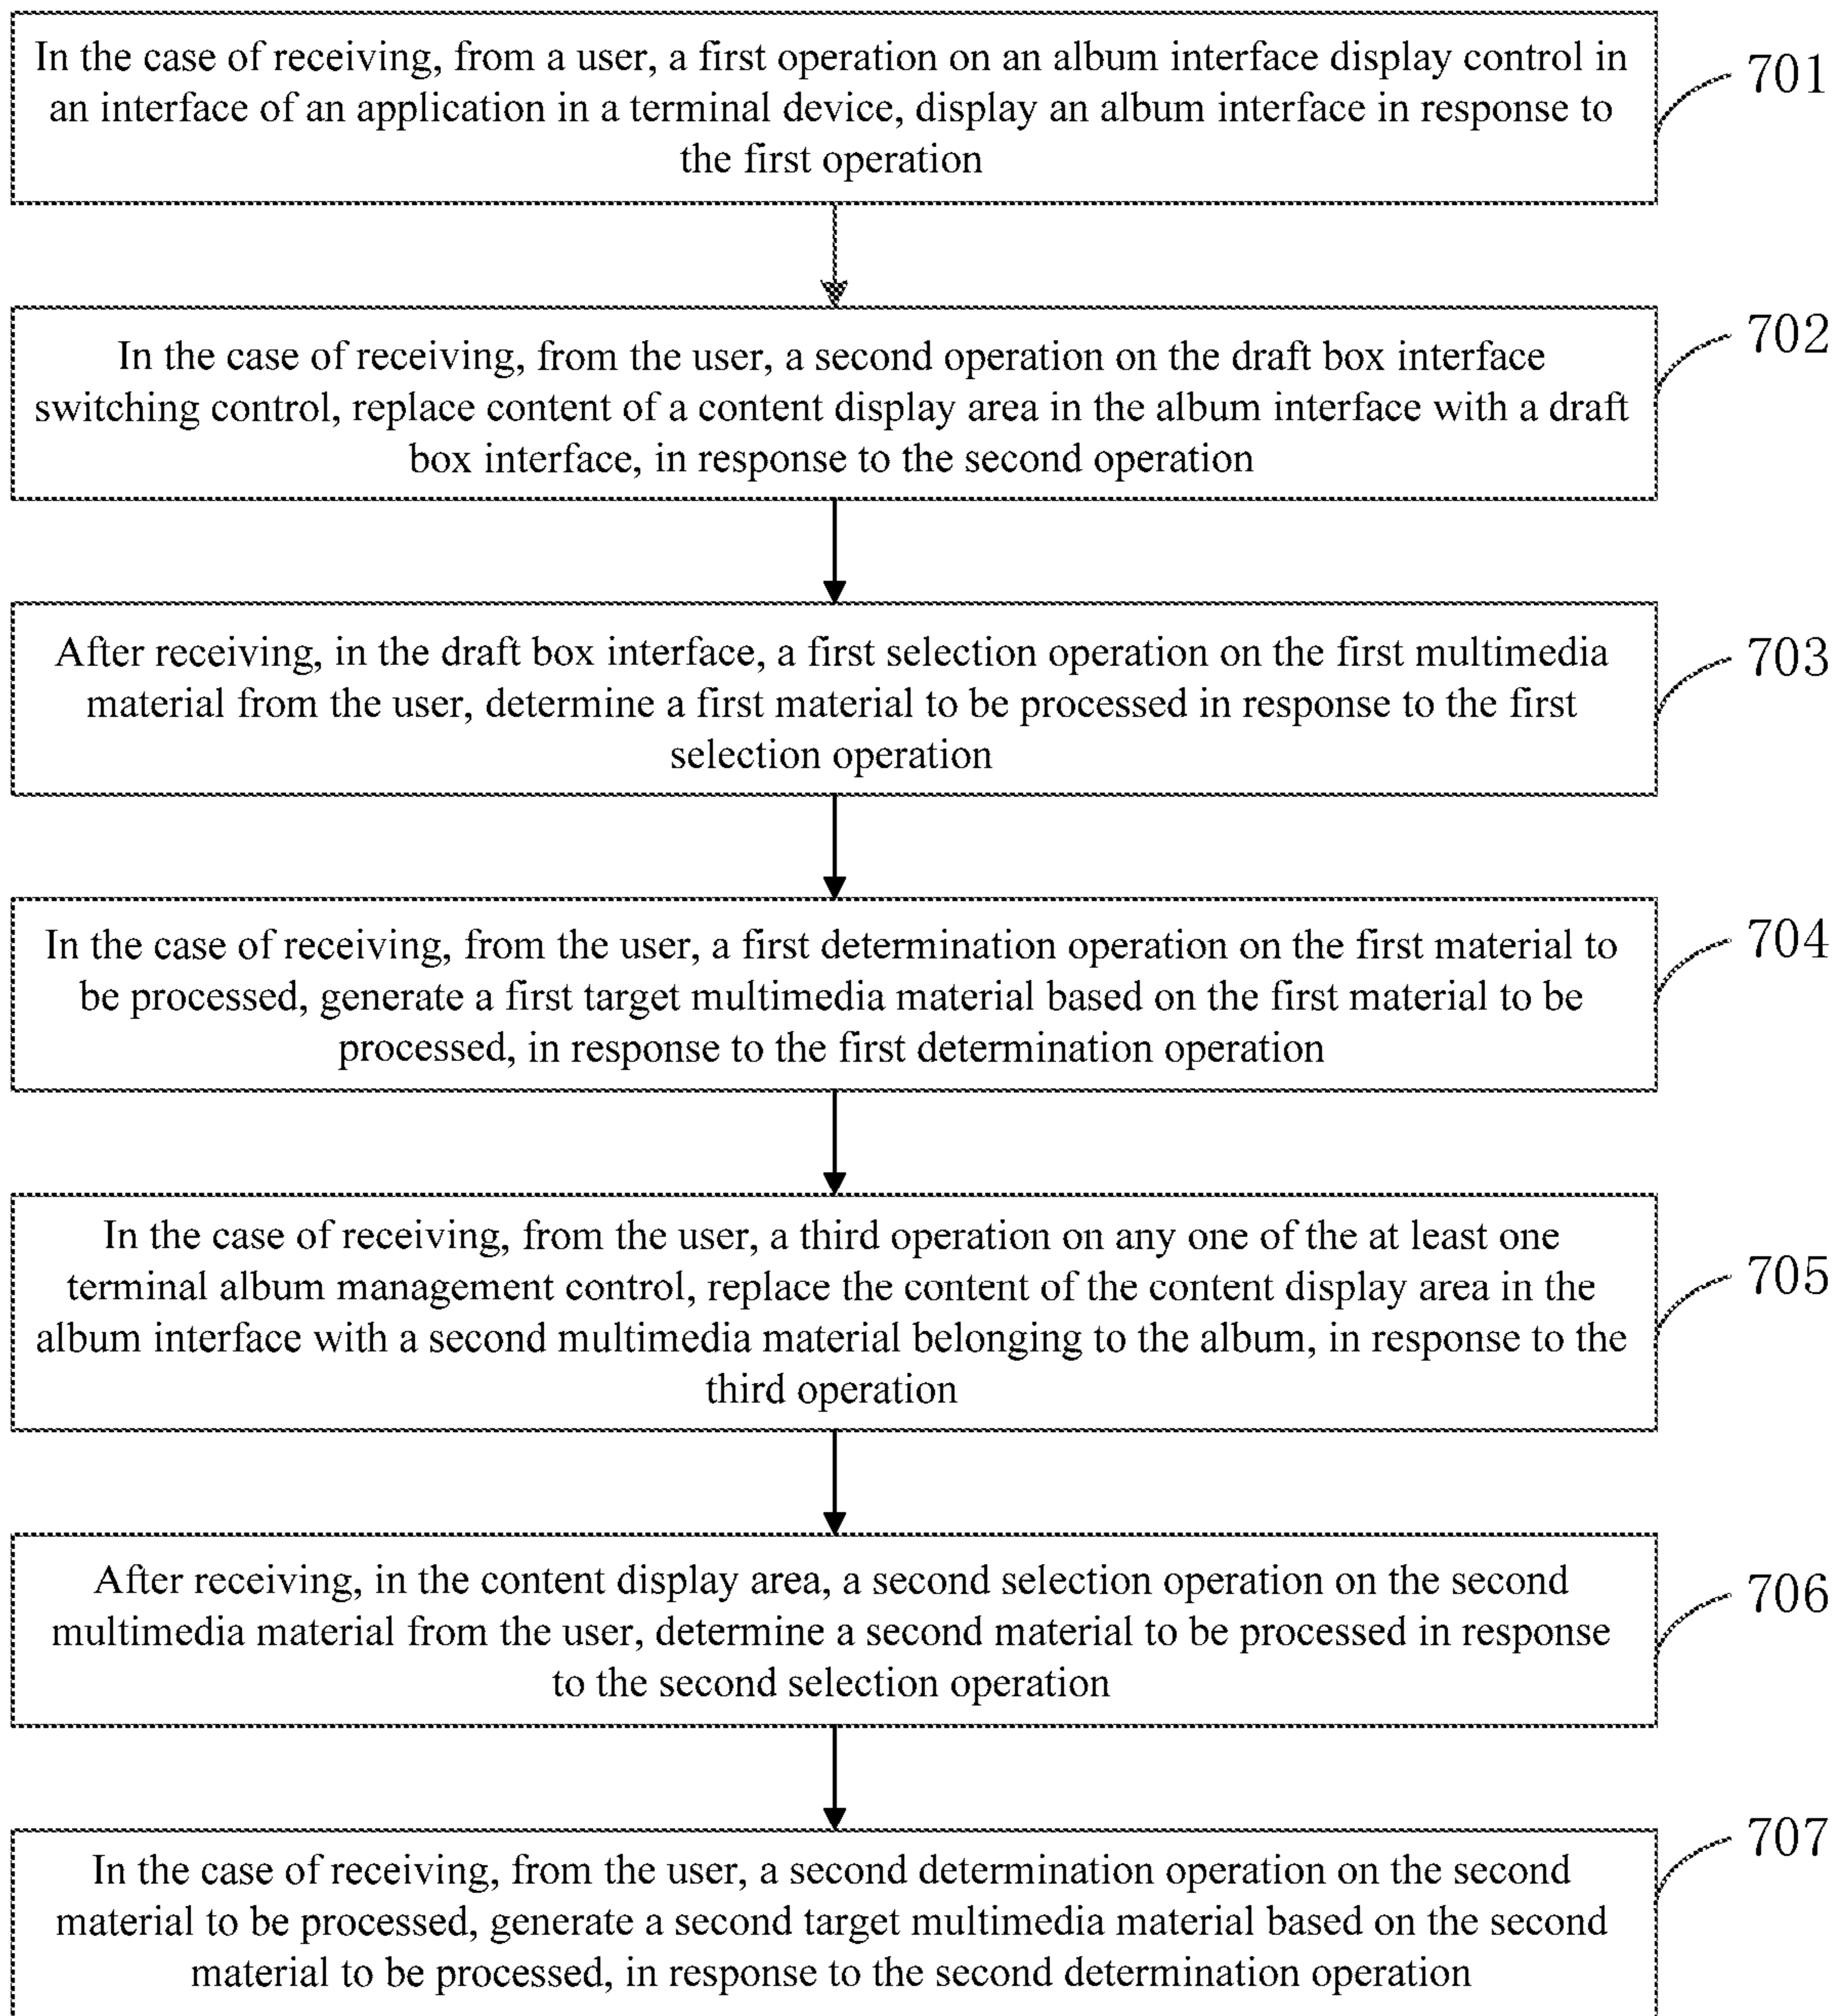 In the case of receiving, from a user, a first operation on an album interface display control in
an interface of an application in a terminal device, display an album interface in response to
the first operation
701
In the case of receiving, from the user, a second operation on the draft box interface
switching control, replace content of a content display area in the album interface with a draft
box interface, in response to the second operation
702
After receiving, in the draft box interface, a first selection operation on the first multimedia
material from the user, determine a first material to be processed in response to the first
selection operation
703
In the case of receiving, from the user, a first determination operation on the first material to
be processed, generate a first target multimedia material based on the first material to be
processed, in response to the first determination operation
704
In the case of receiving, from the user, a third operation on any one of the at least one
terminal album management control, replace the content of the content display area in the
album interface with a second multimedia material belonging to the album, in response to the
third operation
705
After receiving, in the content display area, a second selection operation on the second
multimedia material from the user, determine a second material to be processed in response
to the second selection operation
706
In the case of receiving, from the user, a second determination operation on the second
material to be processed, generate a second target multimedia material based on the second
material to be processed, in response to the second determination operation
707